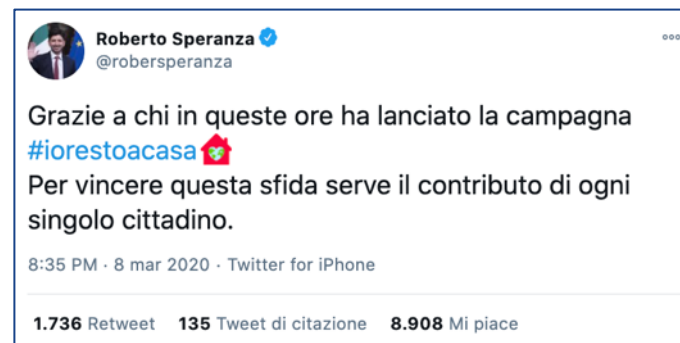 Roberto Speranza
@robersperanza
Grazie a chi in queste ore ha lanciato la campagna
#iorestoacasa
Per vincere questa sfida serve il contributo di ogni
singolo cittadino.
8:35 PM · 8 mar 2020 · Twitter for iPhone
1.736 Retweet 135 Tweet di citazione 8.908 Mi piace